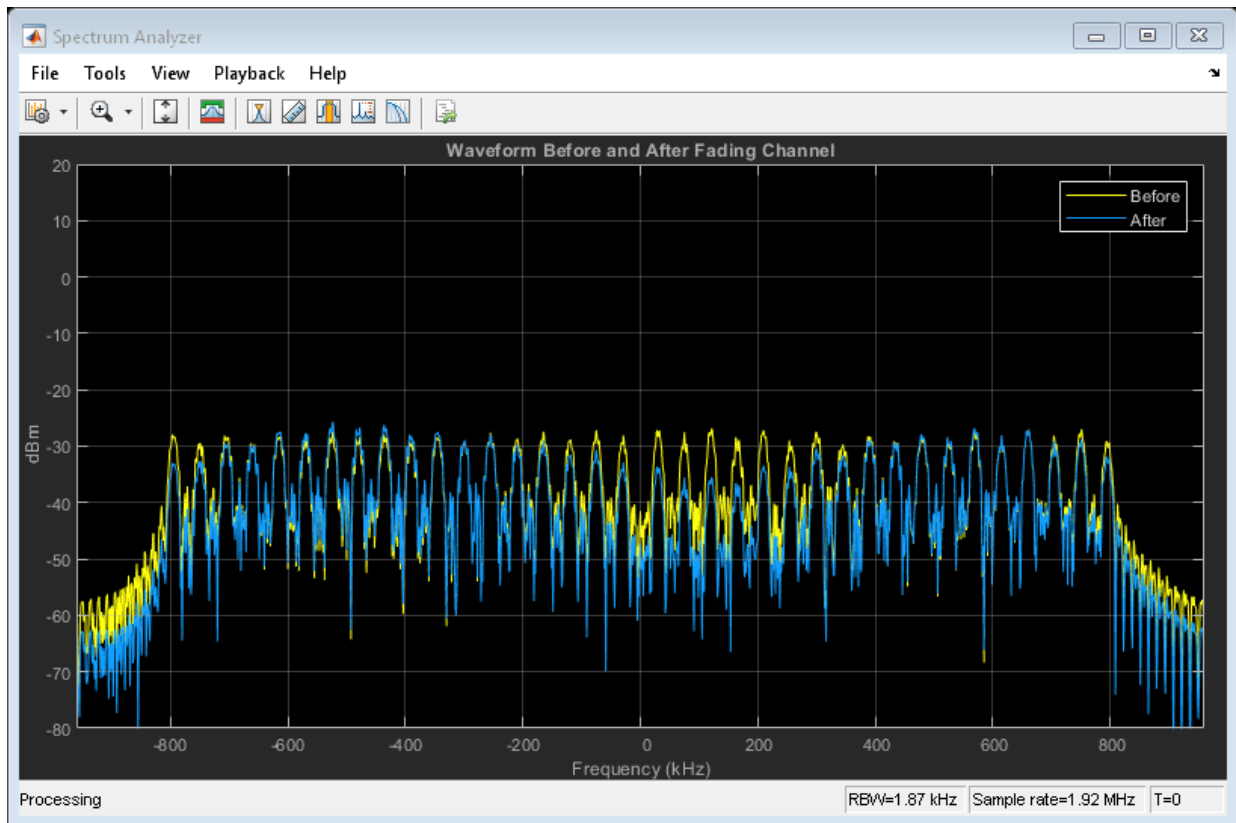 Spectrum Analyzer
File Tools View Playback Help
Waveform Before and After Fading Channel
Before
After
20
10
0
-10
-20
-30
-40
-50
-60
-70
-80
dBm
-800 -600 -400 -200 0 200 400 600 800
Frequency (kHz)
Processing RBW=1.87 kHz Sample rate=1.92 MHz T=0